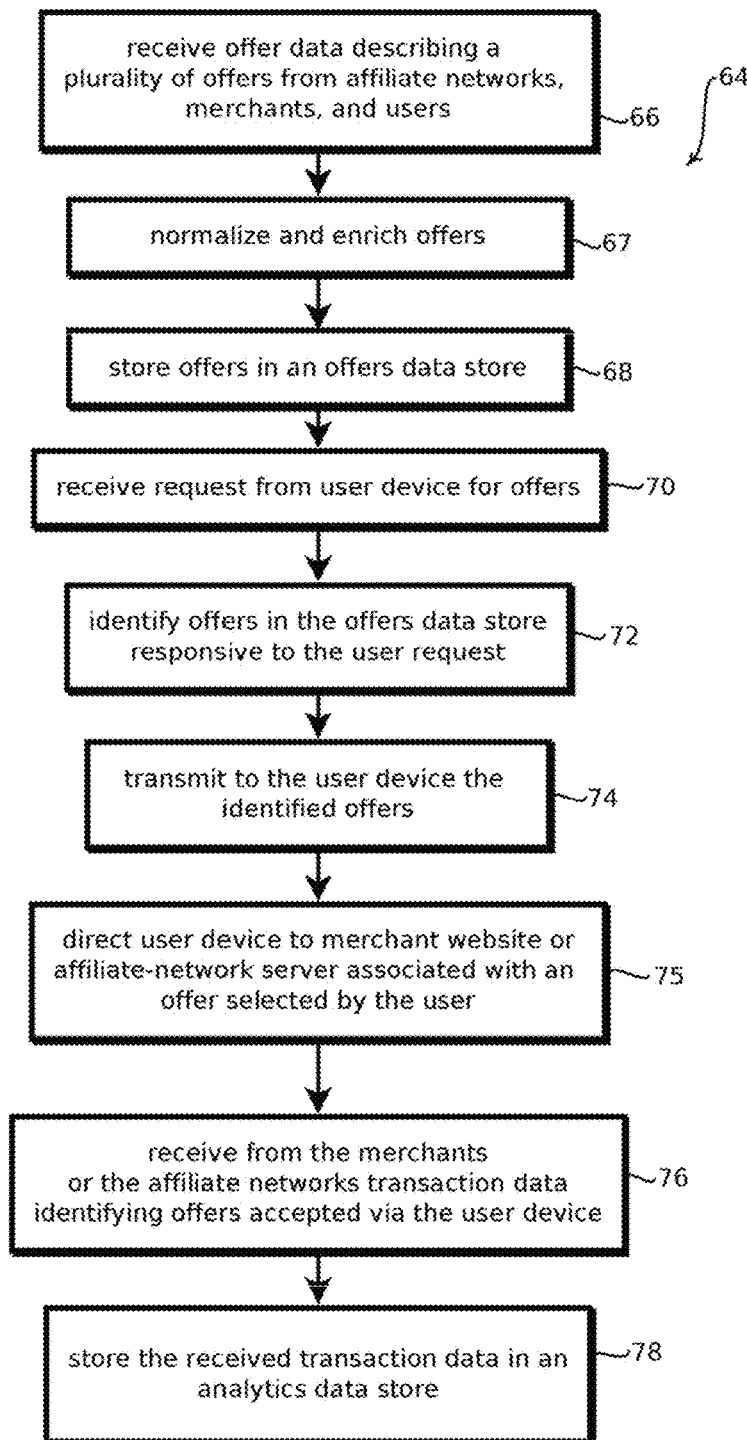 receive offer data describing a
plurality of offers from affiliate networks,
merchants, and users
64
66
normalize and enrich offers
67
store offers in an offers data store
68
receive request from user device for offers
70
identify offers in the offers data store
responsive to the user request
72
transmit to the user device the
identified offers
74
direct user device to merchant website or
affiliate-network server associated with an
offer selected by the user
75
receive from the merchants
or the affiliate networks transaction data
identifying offers accepted via the user device
76
store the received transaction data in an
analytics data store
78